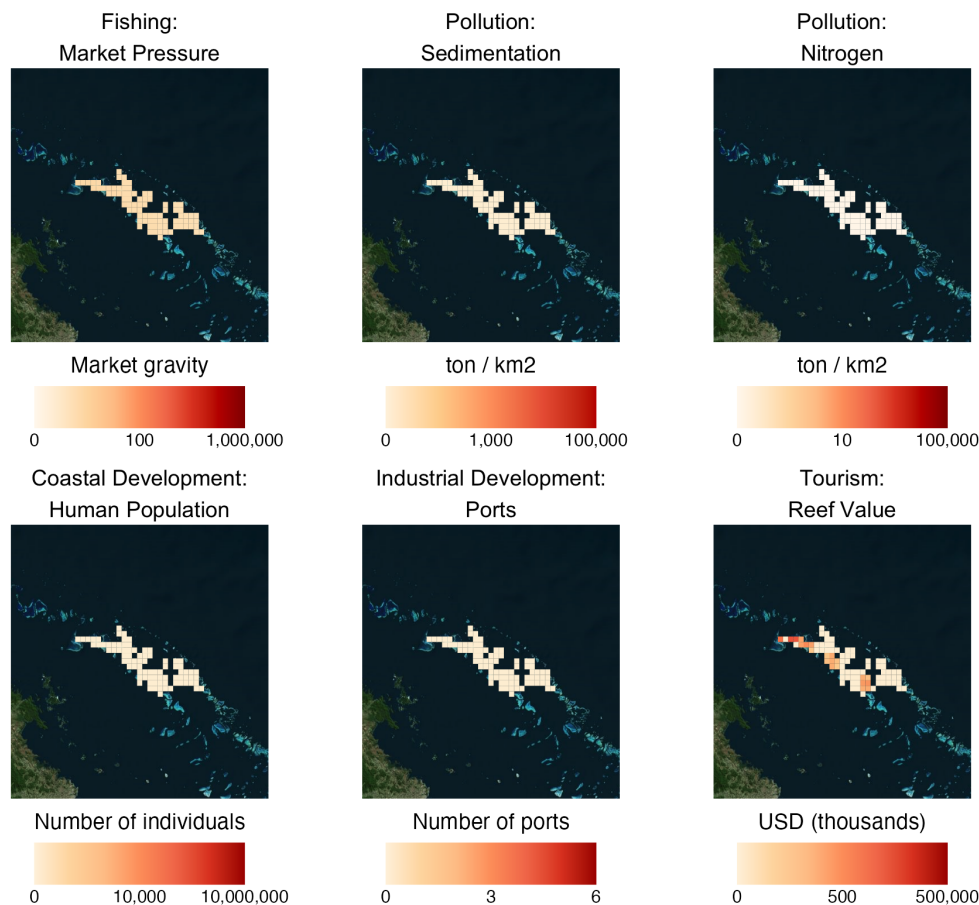 Fishing:
Market Pressure
Pollution:
Sedimentation
Pollution:
Nitrogen
Market gravity
0 100 1,000,000
ton / km2
0 1,000 100,000
ton / km2
0 10 100,000
Coastal Development:
Human Population
Industrial Development:
Ports
Tourism:
Reef Value
Number of individuals
0 10,000 10,000,000
Number of ports
0 3 6
USD (thousands)
0 500 500,000